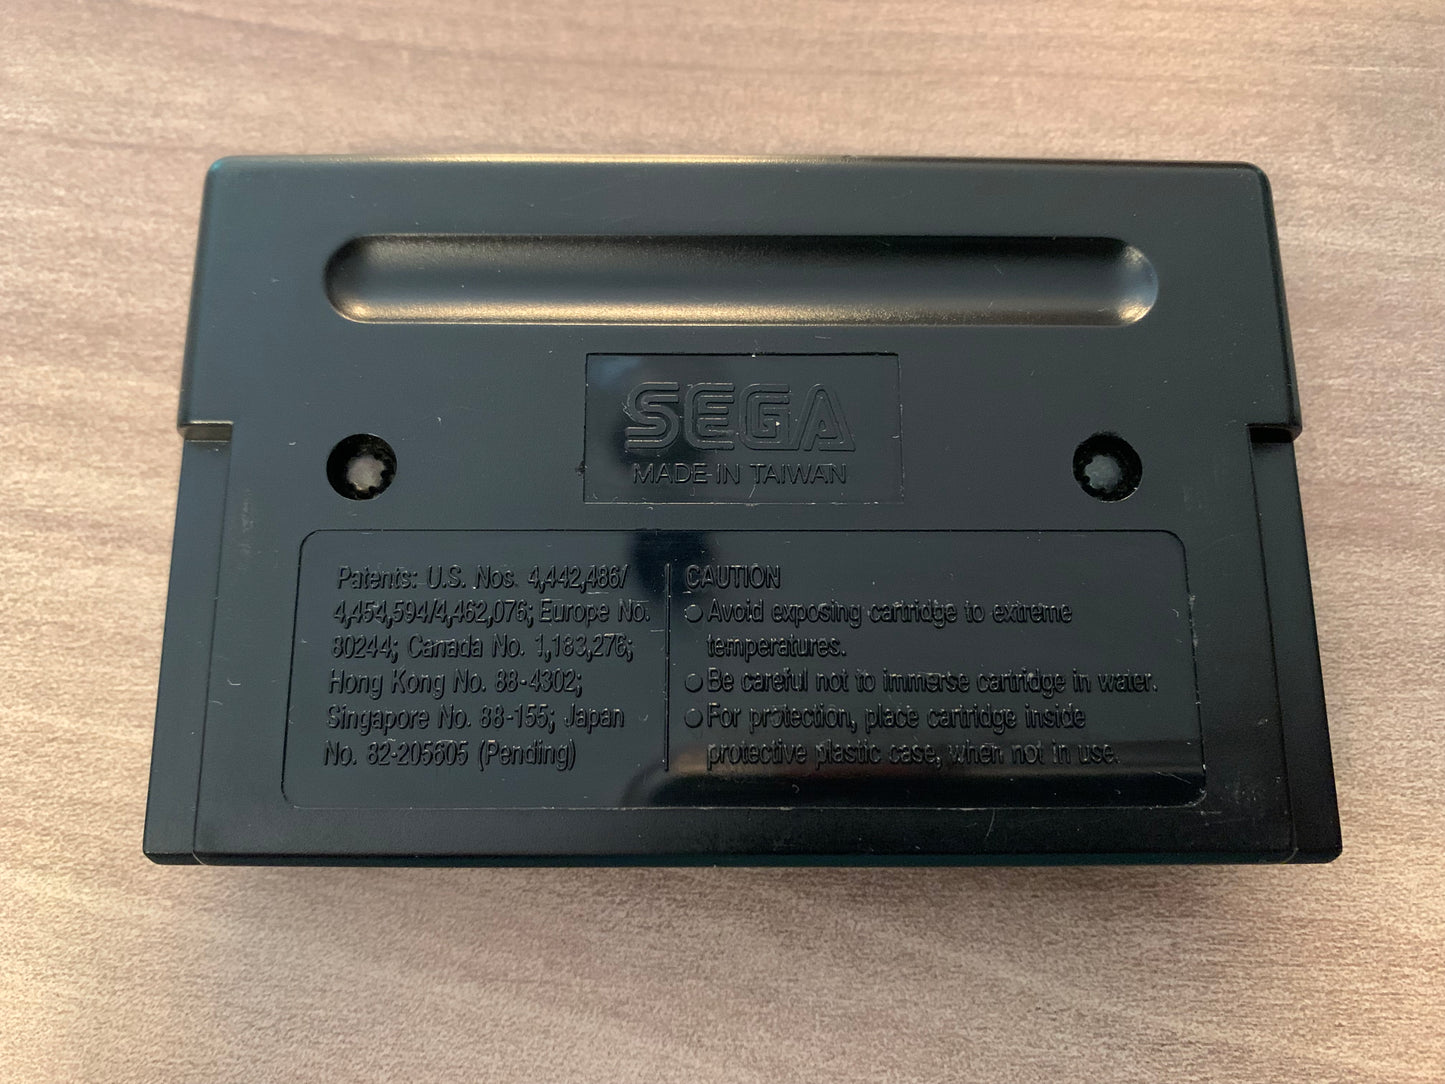 SEGA
MADE IN TAIWAN
Patents: U.S. Nos. 4,442,486/
4,454,594/4,462,076; Europe No.
80244; Canada No. 1,183,276;
Hong Kong No. 88-4302;
Singapore No. 88-155; Japan
No. 82-205605 (Pending)
CAUTION
● Avoid exposing cartridge to extreme
temperatures.
● Be careful not to immerse cartridge in water.
● For protection, place cartridge inside
protective plastic case, when not in use.